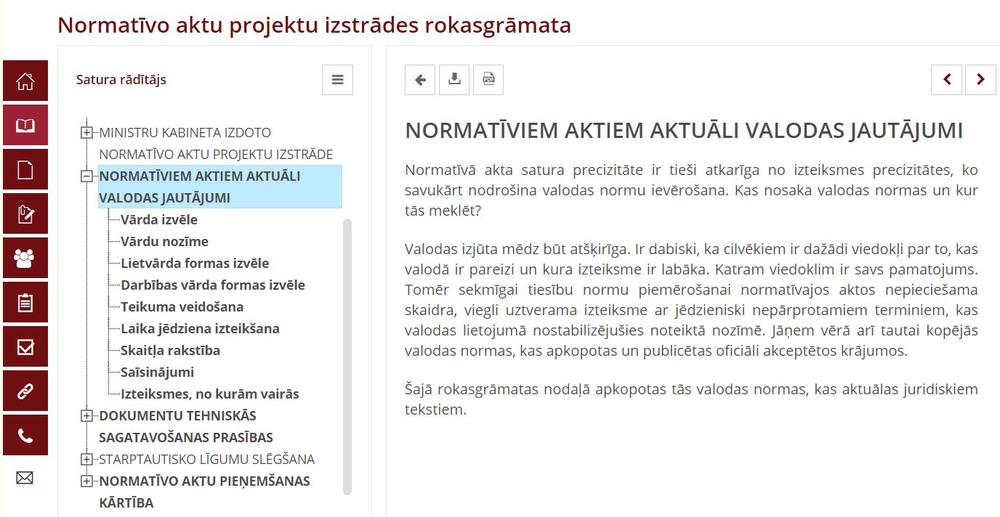 Normatīvo aktu projektu izstrādes rokasgrāmata
Satura rādītājs
MINISTRU KABINETA IZDOTO
NORMATĪVO AKTU PROJEKTU IZSTRĀDE
NORMATĪVIEM AKTIEM AKTUĀLI
VALODAS JAUTĀJUMI
Vārda izvēle
Vārdu nozīme
Lietvārda formas izvēle
Darbības vārda formas izvēle
Teikuma veidošana
Laika jēdziena izteikšana
Skaitļa rakstība
Saīsinājumi
Izteiksmes, no kurām vairās
DOKUMENTU TEHNISKĀS
SAGATAVOŠANAS PRASĪBAS
STARPTAUTISKO LĪGUMU SLĒGŠANA
NORMATĪVO AKTU PIEŅEMŠANAS
KĀRTĪBA
PDF
NORMATĪVIEM AKTIEM AKTUĀLI VALODAS JAUTĀJUMI
Normatīvā akta satura precizitāte ir tieši atkarīga no izteiksmes precizitātes, ko
savukārt nodrošina valodas normu ievērošana. Kas nosaka valodas normas un kur
tās meklēt?
Valodas izjūta mēdz būt atšķirīga. Ir dabiski, ka cilvēkiem ir dažādi viedokļi par to, kas
valodā ir pareizi un kura izteiksme ir labāka. Katram viedoklim ir savs pamatojums.
Tomēr sekmīgai tiesību normu piemērošanai normatīvajos aktos nepieciešama
skaidra, viegli uztverama izteiksme ar jēdzieniski nepārprotamiem terminiem, kas
valodas lietojumā nostabilizējušies noteiktā nozīmē. Jāņem vērā arī tautai kopējās
valodas normas, kas apkopotas un publicētas oficiāli akceptētos krājumos.
Šajā rokasgrāmatas nodaļā apkopotas tās valodas normas, kas aktuālas juridiskiem
tekstiem.